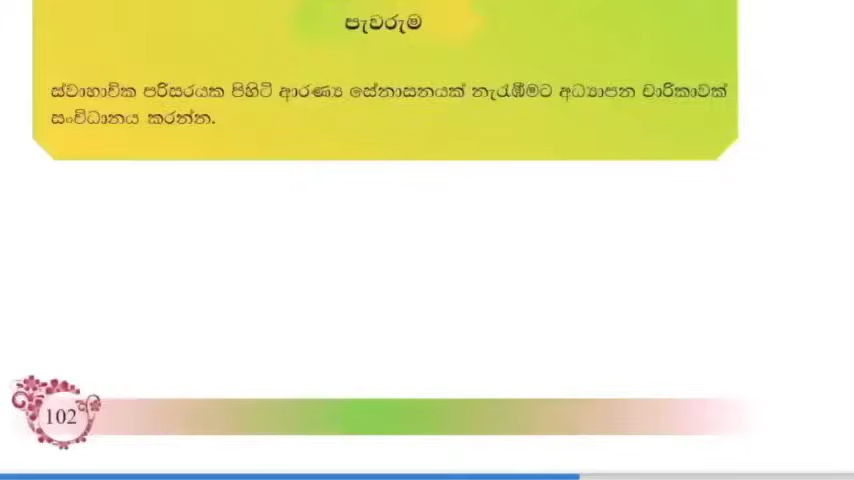 පැවරුම
ස්වාභාවික පරිසරයක පිහිටි ආරණ්‍ය සේනාසනයක් නැරඹීමට අධ්‍යාපන චාරිකාවක්
සංවිධානය කරන්න.
102